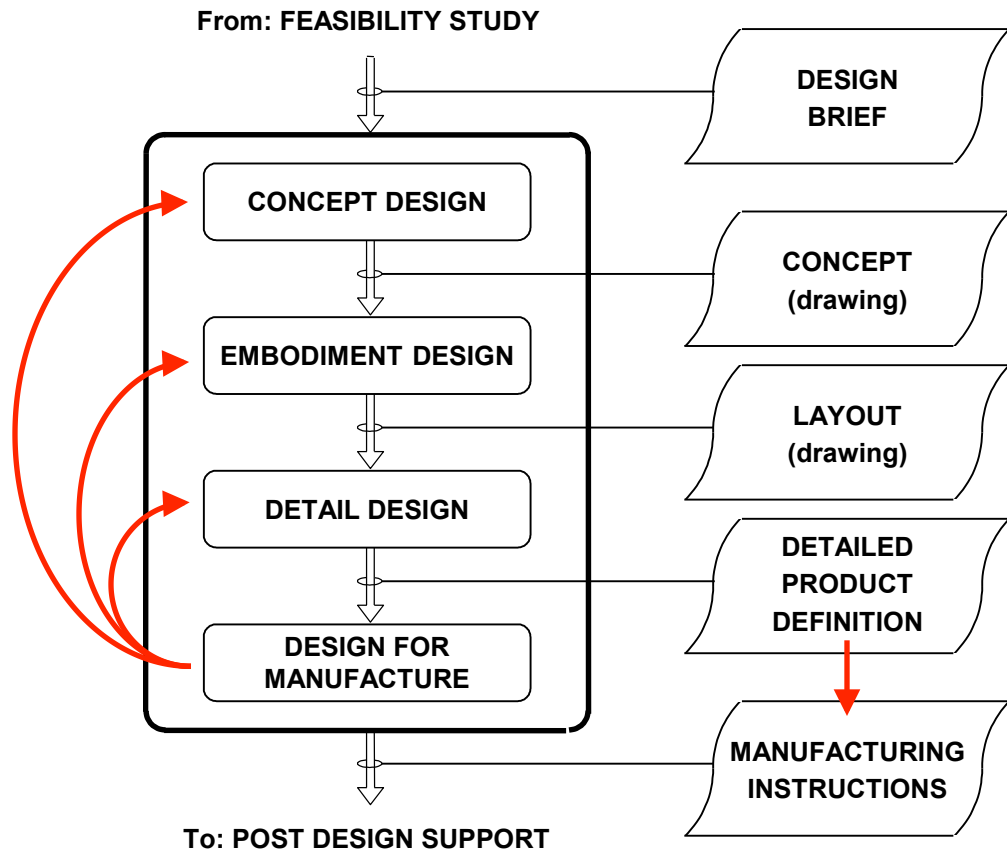 From: FEASIBILITY STUDY
DESIGN
BRIEF
CONCEPT DESIGN
CONCEPT
(drawing)
EMBODIMENT DESIGN
LAYOUT
(drawing)
DETAIL DESIGN
DETAILED
PRODUCT
DEFINITION
DESIGN FOR
MANUFACTURE
MANUFACTURING
INSTRUCTIONS
To: POST DESIGN SUPPORT